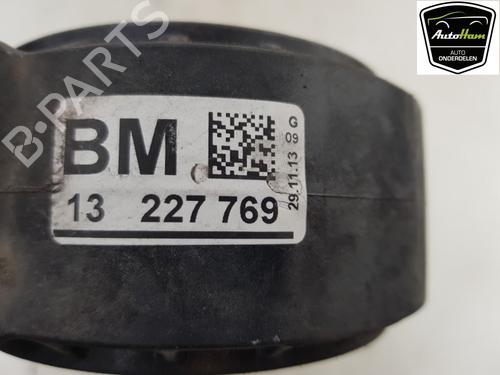 AutoHam
AUTO
ONDERDELEN
B-PARTS
BM
G
09
29.11.13
13 227 769